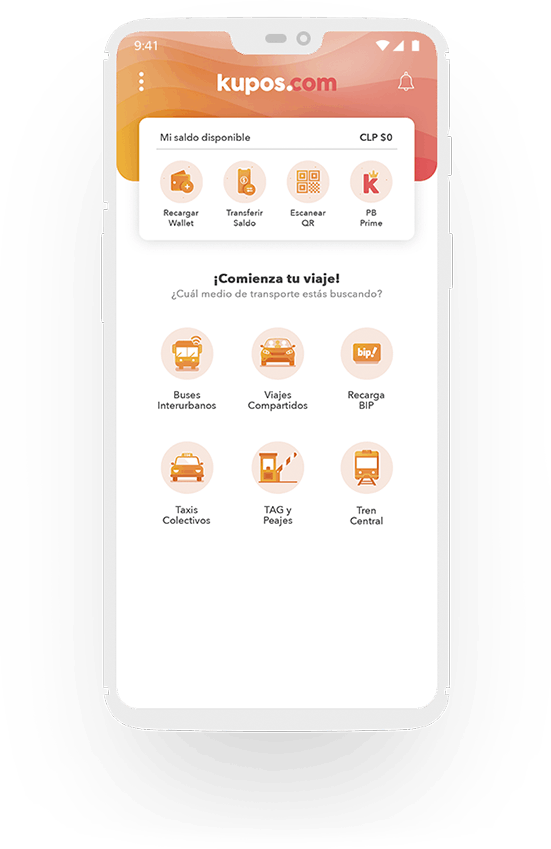 9:41
kupos.com
Mi saldo disponible CLP $0
Recargar Wallet
Transferir Saldo
Escanear QR
PB Prime
¡Comienza tu viaje!
¿Cuál medio de transporte estás buscando?
Buses Interurbanos
Viajes Compartidos
bip!
Recarga BIP
Taxis Colectivos
TAG y Peajes
Tren Central